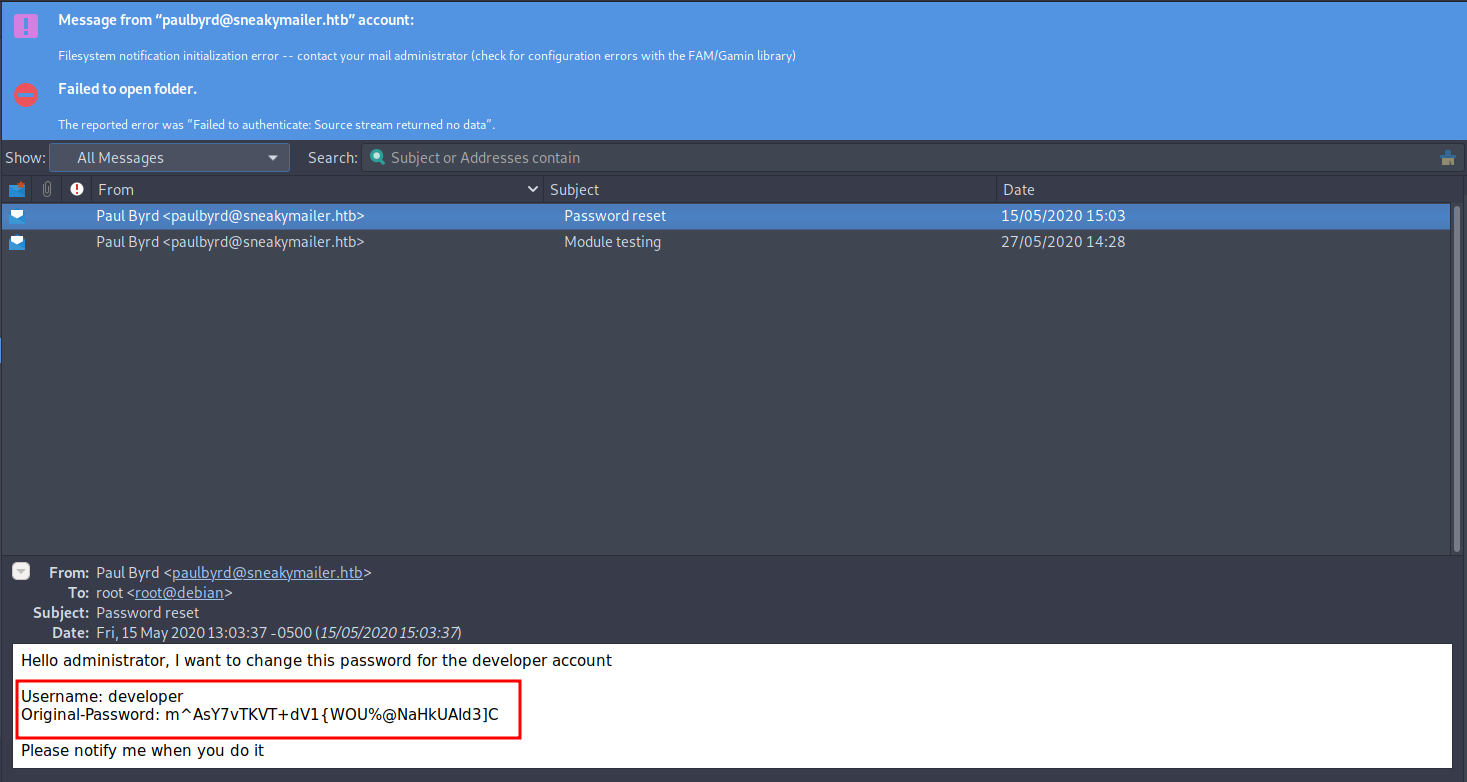 Message from “paulbyrd@sneakymailer.htb” account:
Filesystem notification initialization error -- contact your mail administrator (check for configuration errors with the FAM/Gamin library)
Failed to open folder.
The reported error was “Failed to authenticate: Source stream returned no data”.
Show: All Messages Search: Subject or Addresses contain
From Subject Date
Paul Byrd <paulbyrd@sneakymailer.htb> Password reset 15/05/2020 15:03
Paul Byrd <paulbyrd@sneakymailer.htb> Module testing 27/05/2020 14:28
From: Paul Byrd <paulbyrd@sneakymailer.htb>
To: root <root@debian>
Subject: Password reset
Date: Fri, 15 May 2020 13:03:37 -0500 (15/05/2020 15:03:37)
Hello administrator, I want to change this password for the developer account
Username: developer
Original-Password: m^AsY7vTKVT+dV1{WOU%@NaHkUAId3]C
Please notify me when you do it